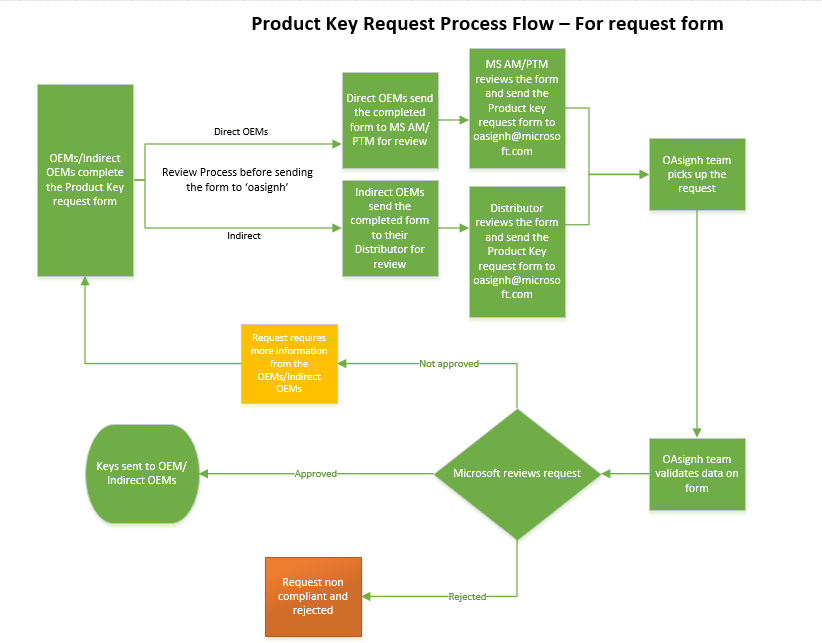 Product Key Request Process Flow – For request form
OEMs/Indirect
OEMs complete
the Product Key
request form
Direct OEMs
Review Process before sending
the form to 'oasignh'
Indirect
Direct OEMs send
the completed
form to MS AM/
PTM for review
Indirect OEMs
send the
completed form
to their
Distributor for
review
MS AM/PTM
reviews the form
and send the
Product key
request form to
oasignh@microso
ft.com
Distributor
reviews the form
and send the
Product Key
request form to
oasignh@microso
ft.com
OAsignh team
picks up the
request
Request requires
more information
from the
OEMs/Indirect
OEMs
Not approved
Keys sent to OEM/
Indirect OEMs
Approved
Microsoft reviews request
OAsignh team
validates data on
form
Request non
compliant and
rejected
Rejected